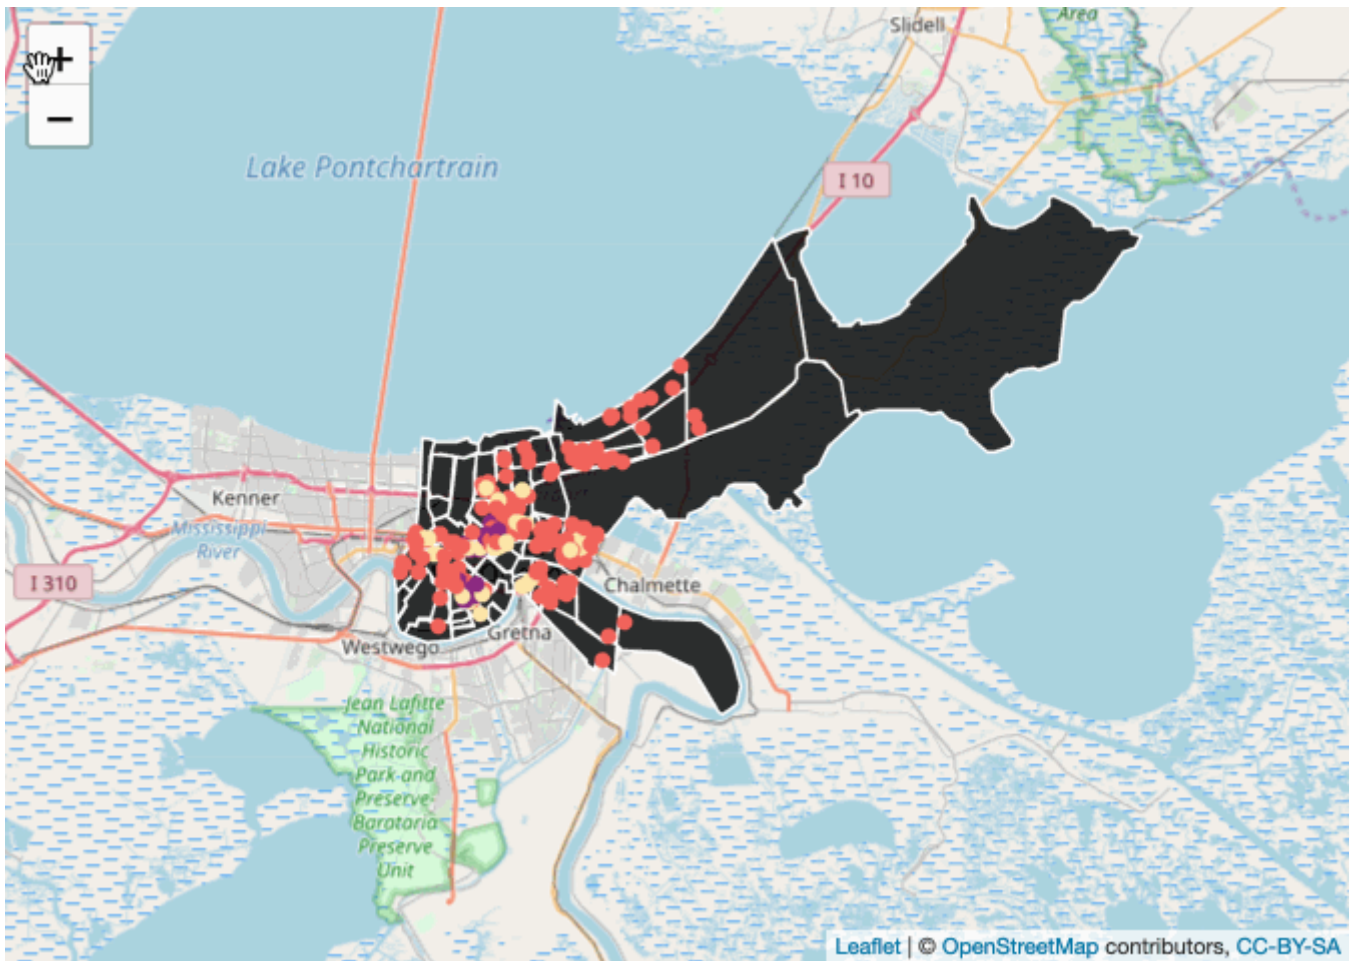 Area
Slidell
+
−
Lake Pontchartrain
I 10
Kenner
Mississippi
River
I 310
Chalmette
Gretna
Westwego
Jean Lafitte
National
Historic
Park and
Preserve-
Barataria
Preserve
Unit
Leaflet | © OpenStreetMap contributors, CC-BY-SA